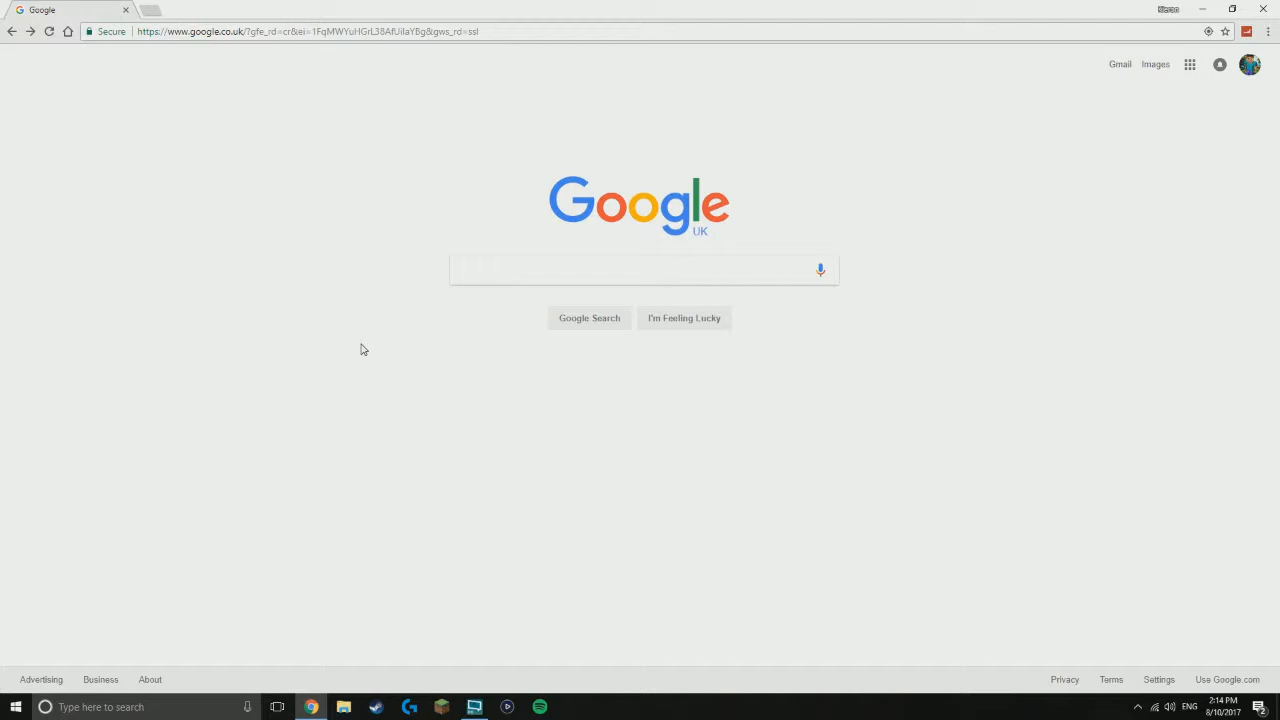 Google
Secure
https://www.google.co.uk/?gfe_rd=cr&ei=1FqMWYuHGrL38AfUiIaYBg&gws_rd=ssl
Gmail
Images
Google
UK
Google Search
I'm Feeling Lucky
Advertising
Business
About
Privacy
Terms
Settings
Use Google.com
Type here to search
ENG
2:14 PM
8/10/2017
2